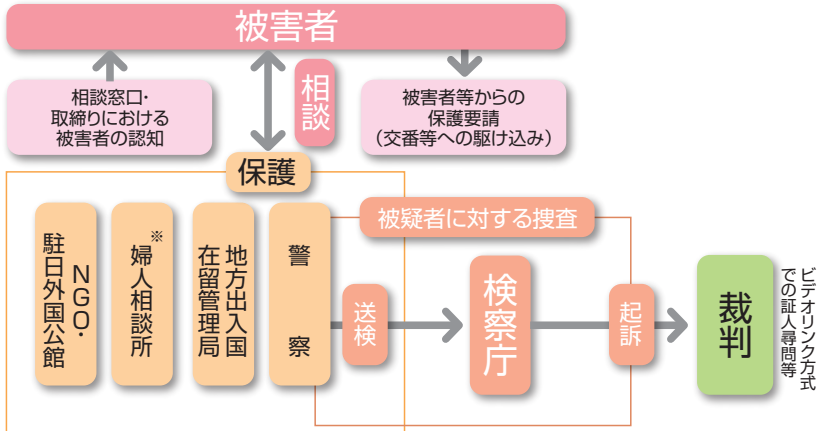 被害者
相談窓口・
取締りにおける
被害者の認知
相談
被害者等からの
保護要請
（交番等への駆け込み）
保護
NGO・
駐日外国公館
※
婦人相談所
地方出入国
在留管理局
警察
被疑者に対する捜査
送検
検察庁
起訴
裁判
ビデオリンク方式
での証人尋問等